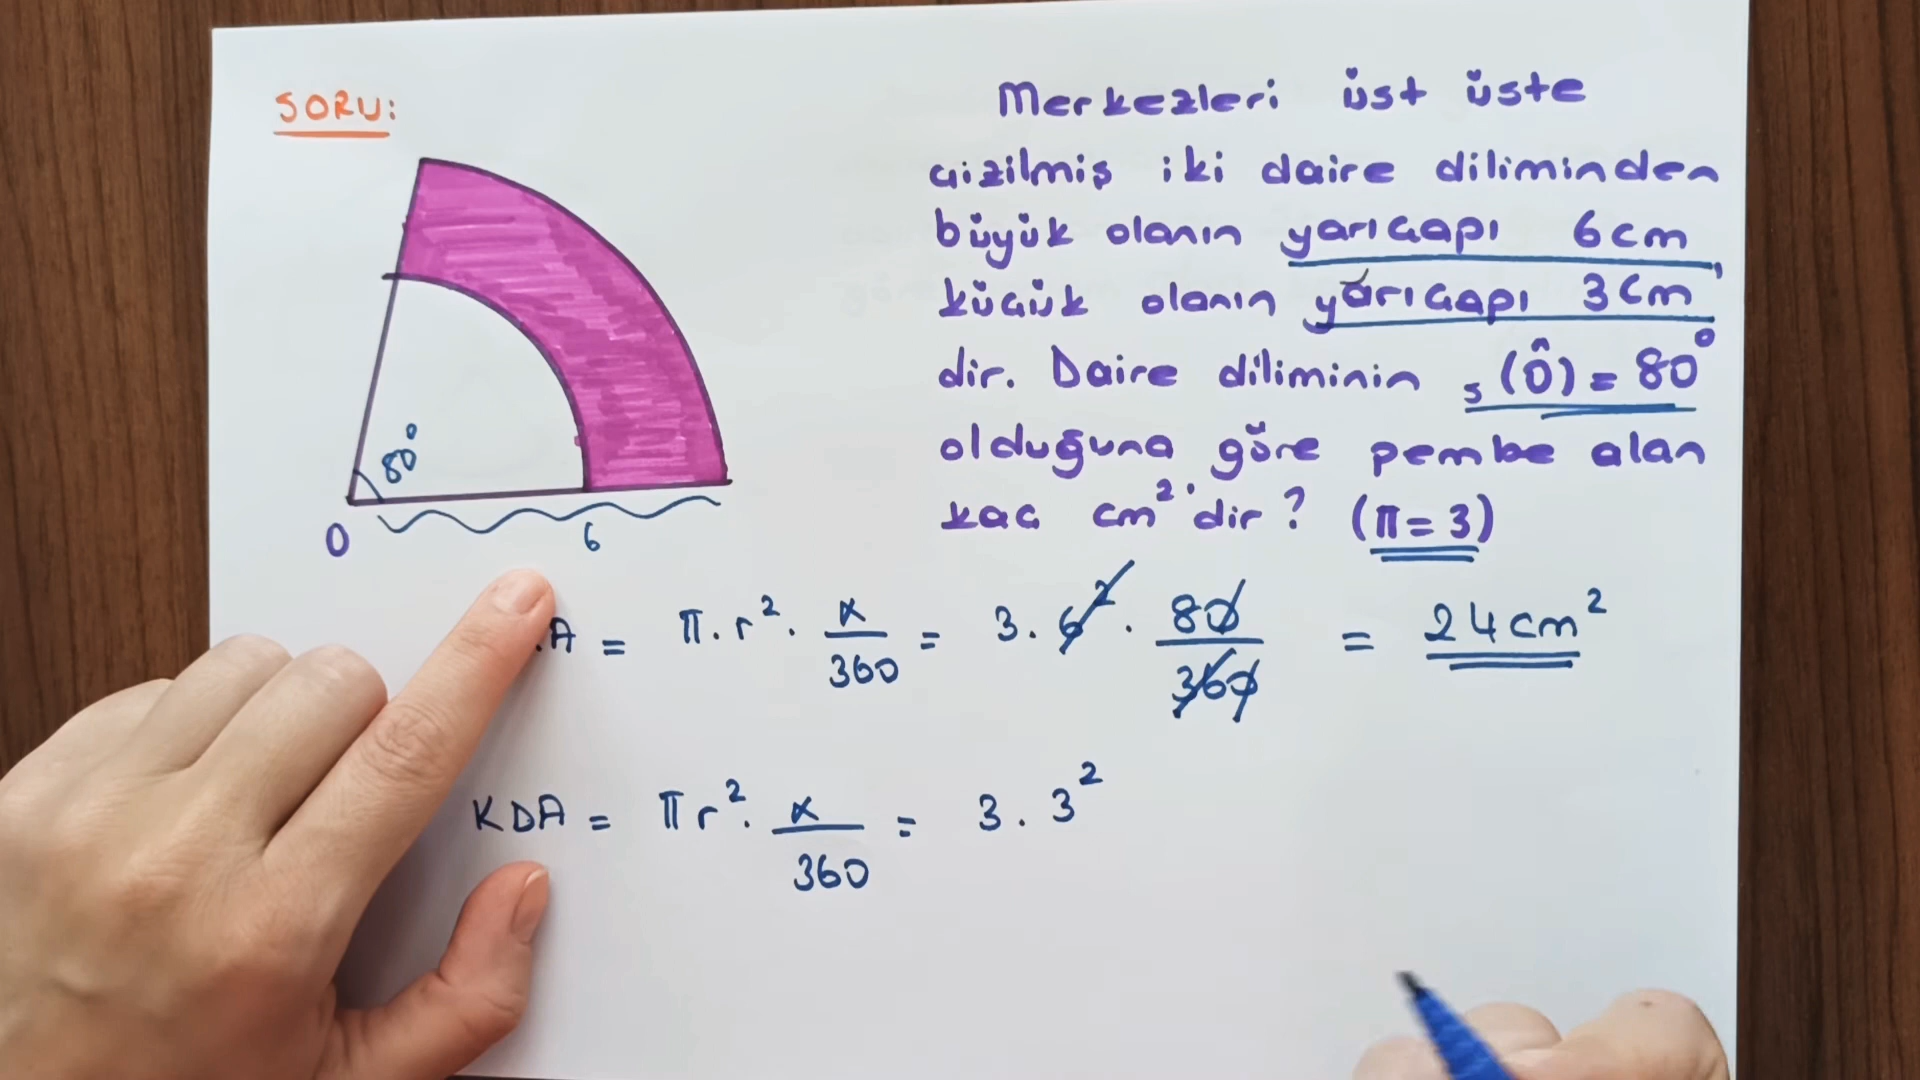 SORU:
Merkezleri üst üste
çizilmiş iki daire diliminden
büyük olanın yarıçapı 6cm,
küçük olanın yarıçapı 3cm
dir. Daire diliminin s(Ô) = 80°
olduğuna göre pembe alan
kaç cm²'dir? (π=3)
80°
O
6
.A = π.r². α/360 = 3.6². 80/360 = 24cm²
KDA = πr². α/360 = 3.3²